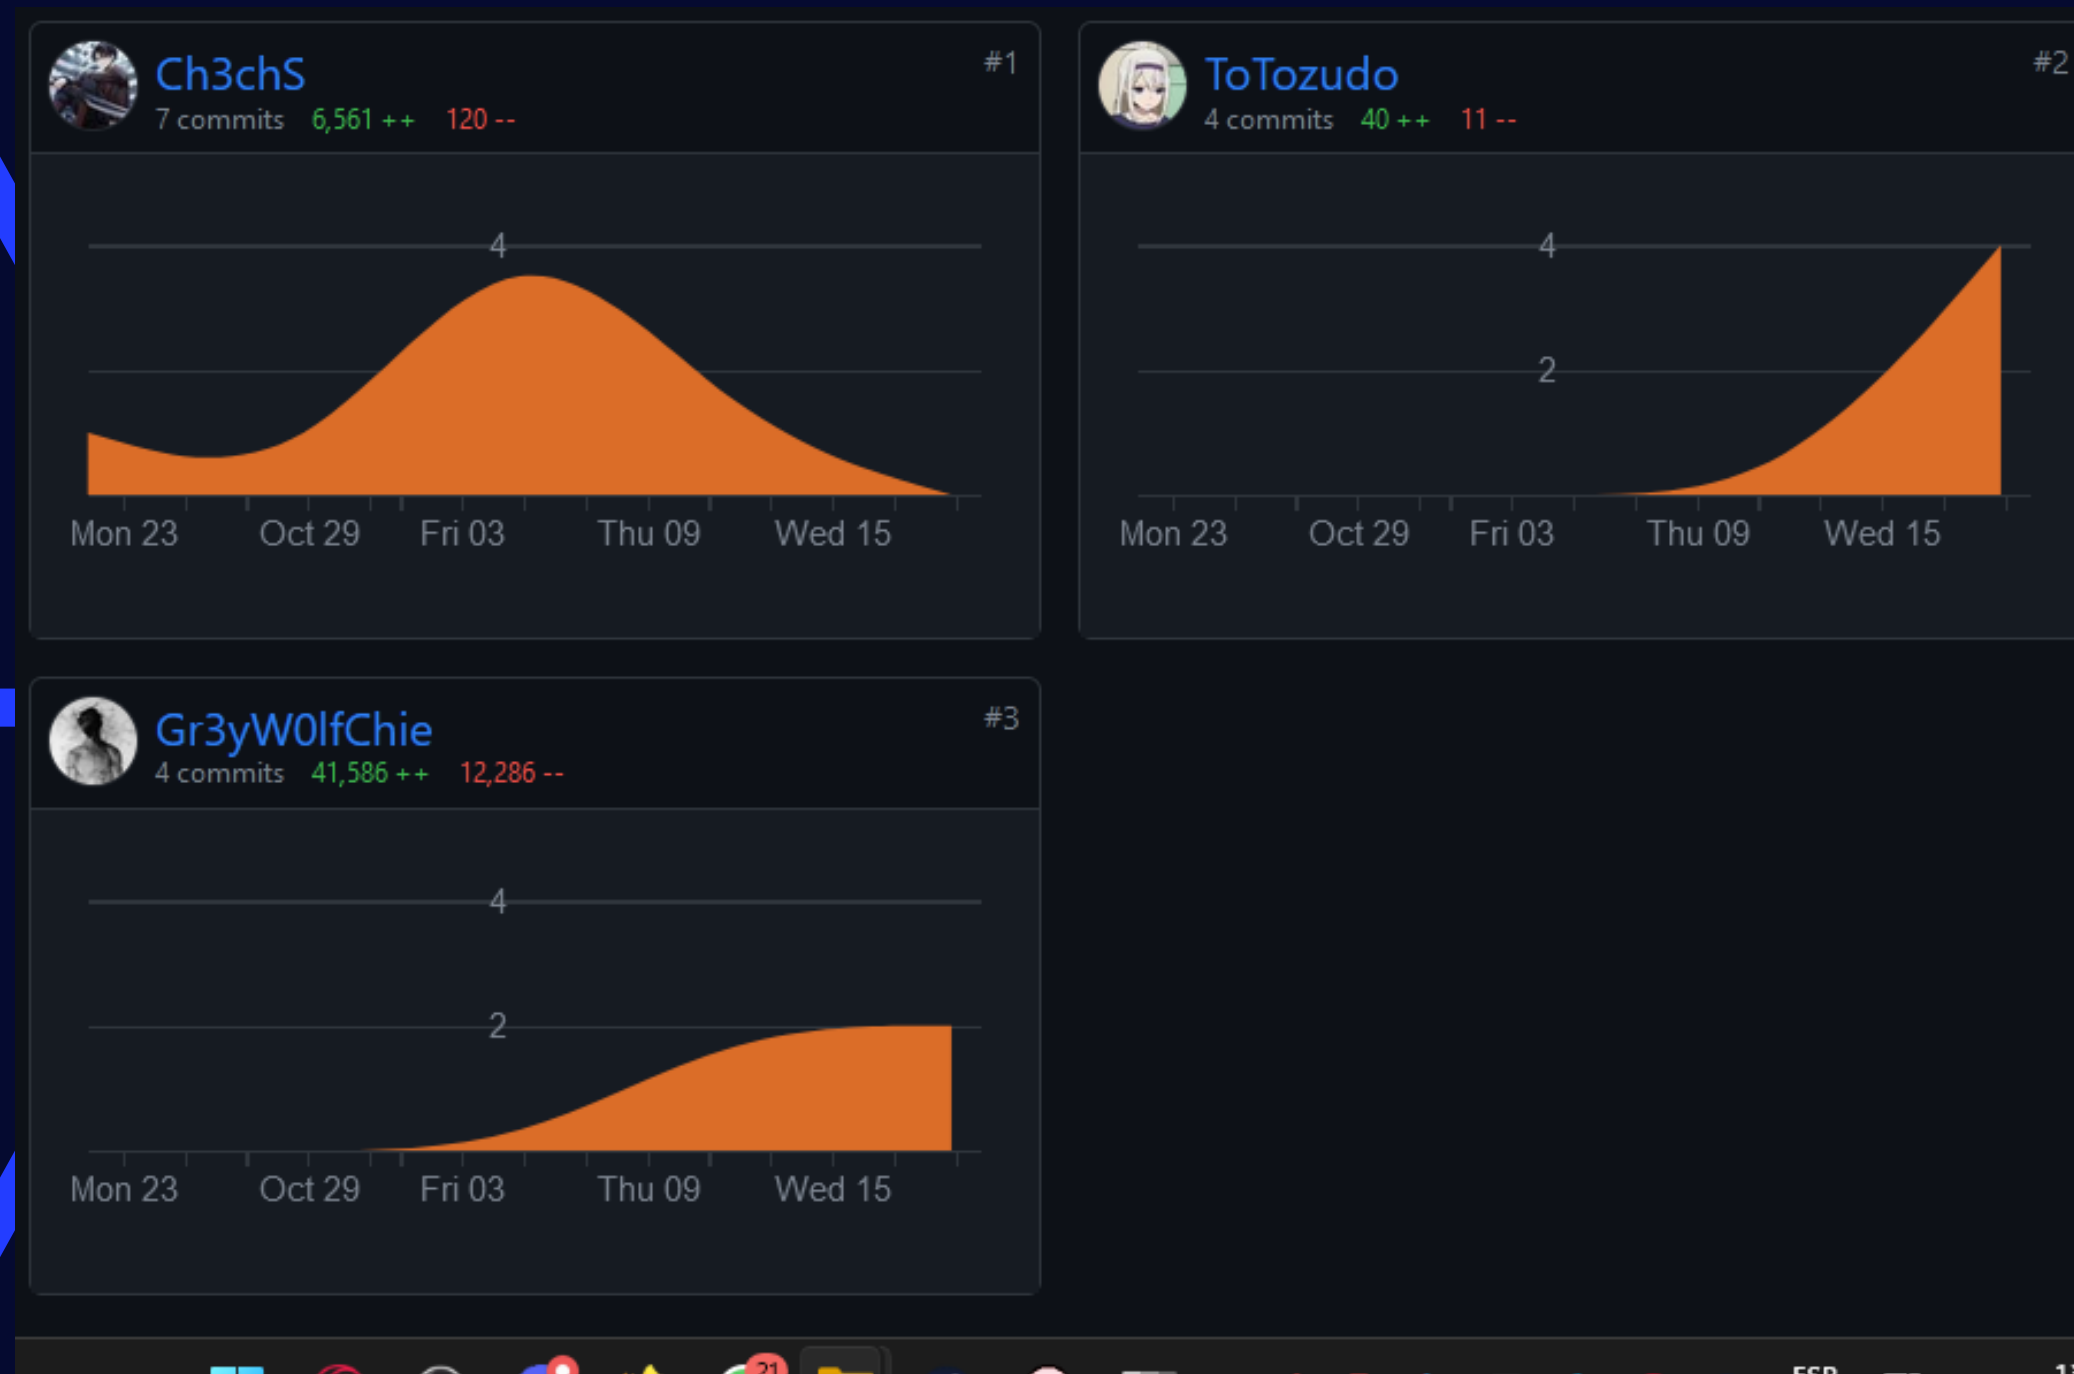 Ch3chS #1
7 commits 6,561 ++ 120 --
4
Mon 23 Oct 29 Fri 03 Thu 09 Wed 15
ToTozudo #2
4 commits 40 ++ 11 --
4
2
Mon 23 Oct 29 Fri 03 Thu 09 Wed 15
Gr3yW0lfChie #3
4 commits 41,586 ++ 12,286 --
4
2
Mon 23 Oct 29 Fri 03 Thu 09 Wed 15
21
ESP